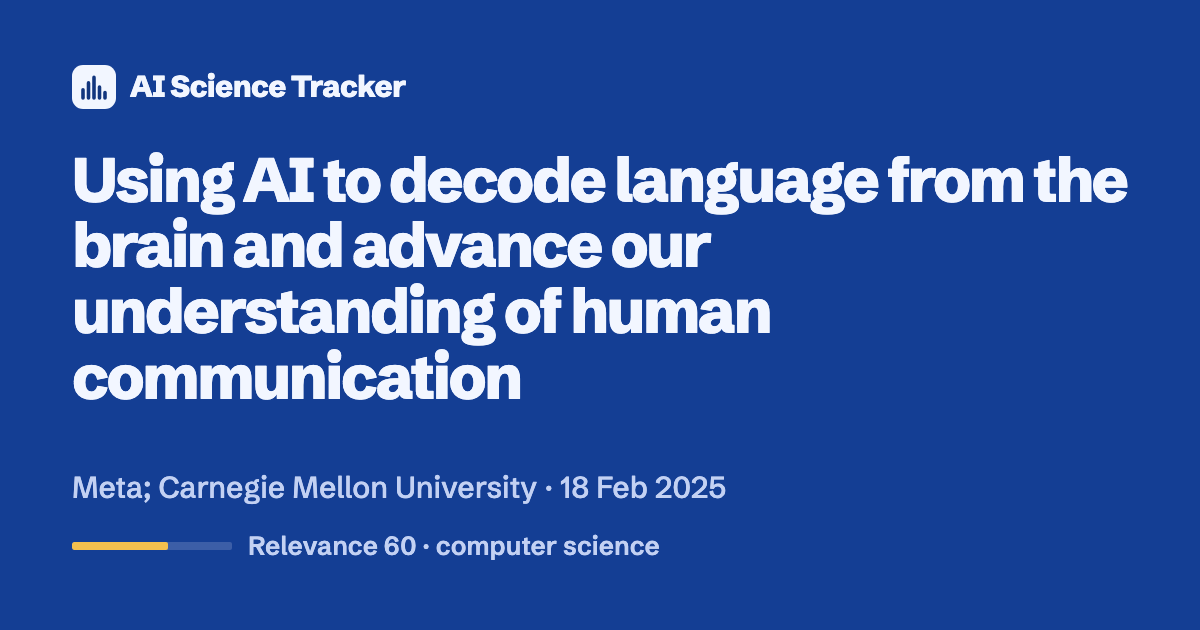 AI Science Tracker
Using AI to decode language from the
brain and advance our
understanding of human
communication
Meta; Carnegie Mellon University · 18 Feb 2025
Relevance 60 · computer science